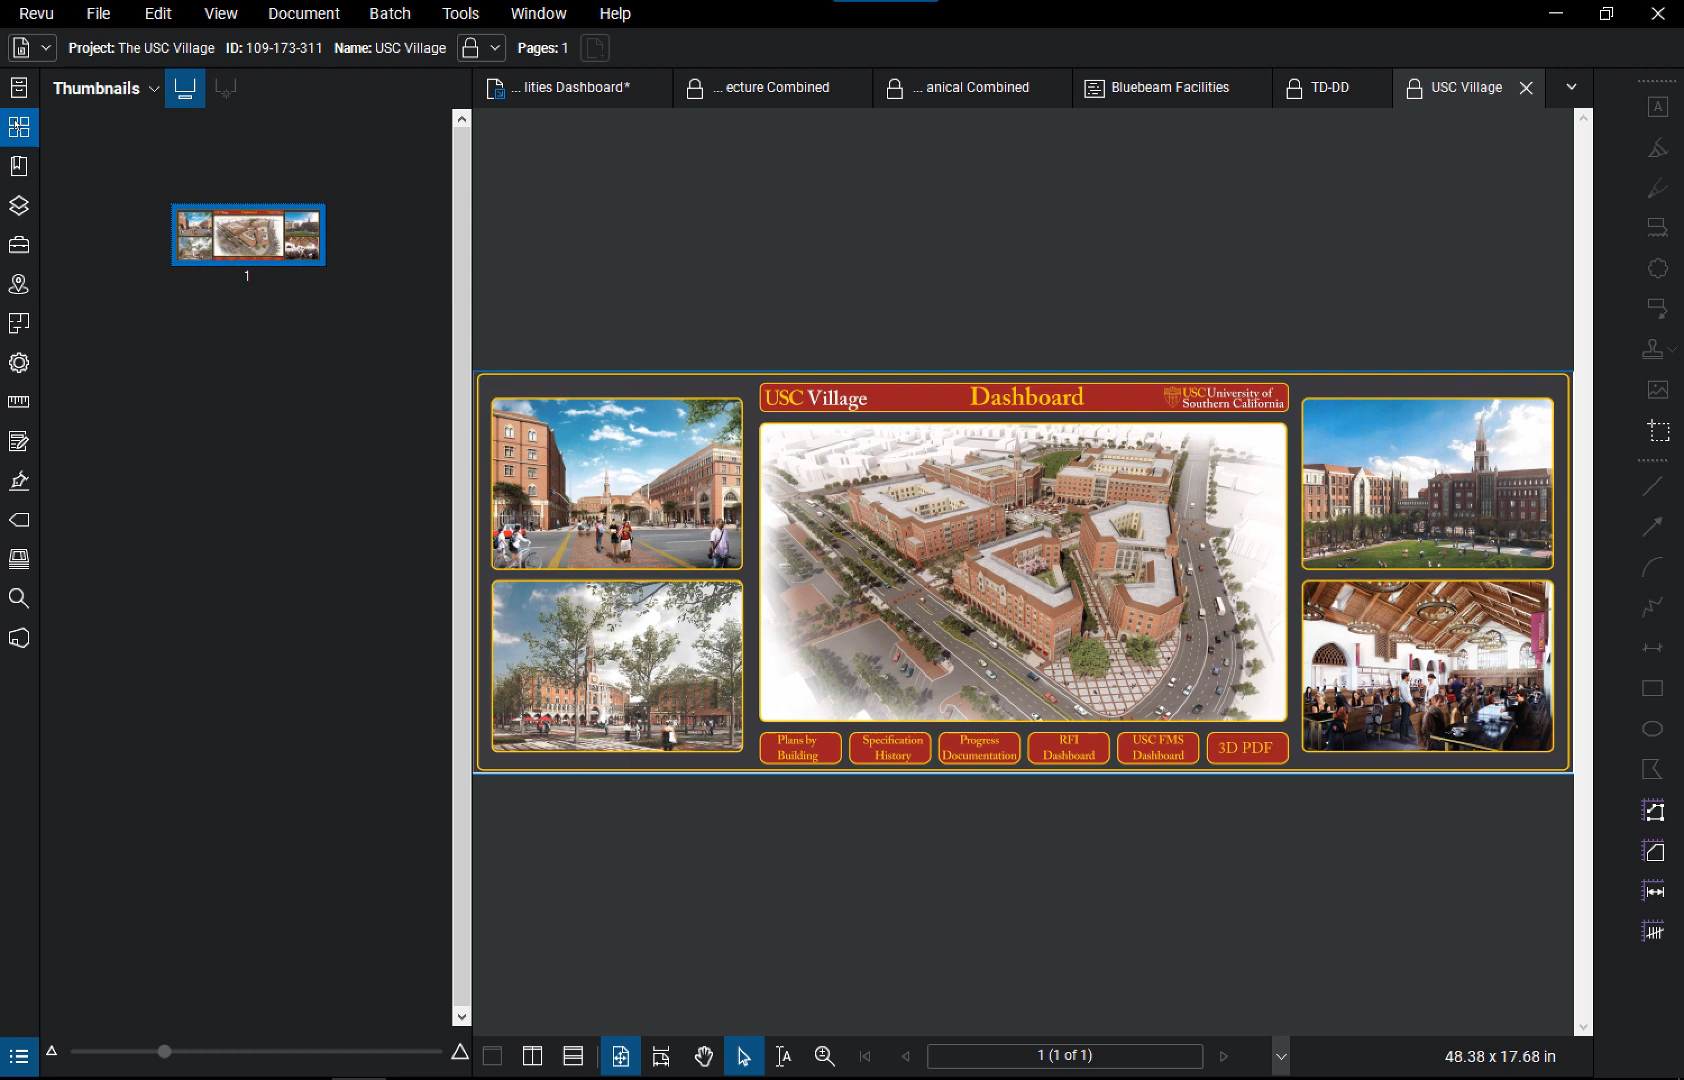 Revu File Edit View Document Batch Tools Window Help
Project: The USC Village ID: 109-173-311 Name: USC Village Pages: 1
Thumbnails
... lities Dashboard* ... ecture Combined ... anical Combined Bluebeam Facilities TD-DD USC Village
1
USC Village Dashboard USC University of
Southern California
Plans by
Building
Specification
History
Progress
Documentation
RFI
Dashboard
USC FMS
Dashboard
3D PDF
1 (1 of 1)
48.38 x 17.68 in